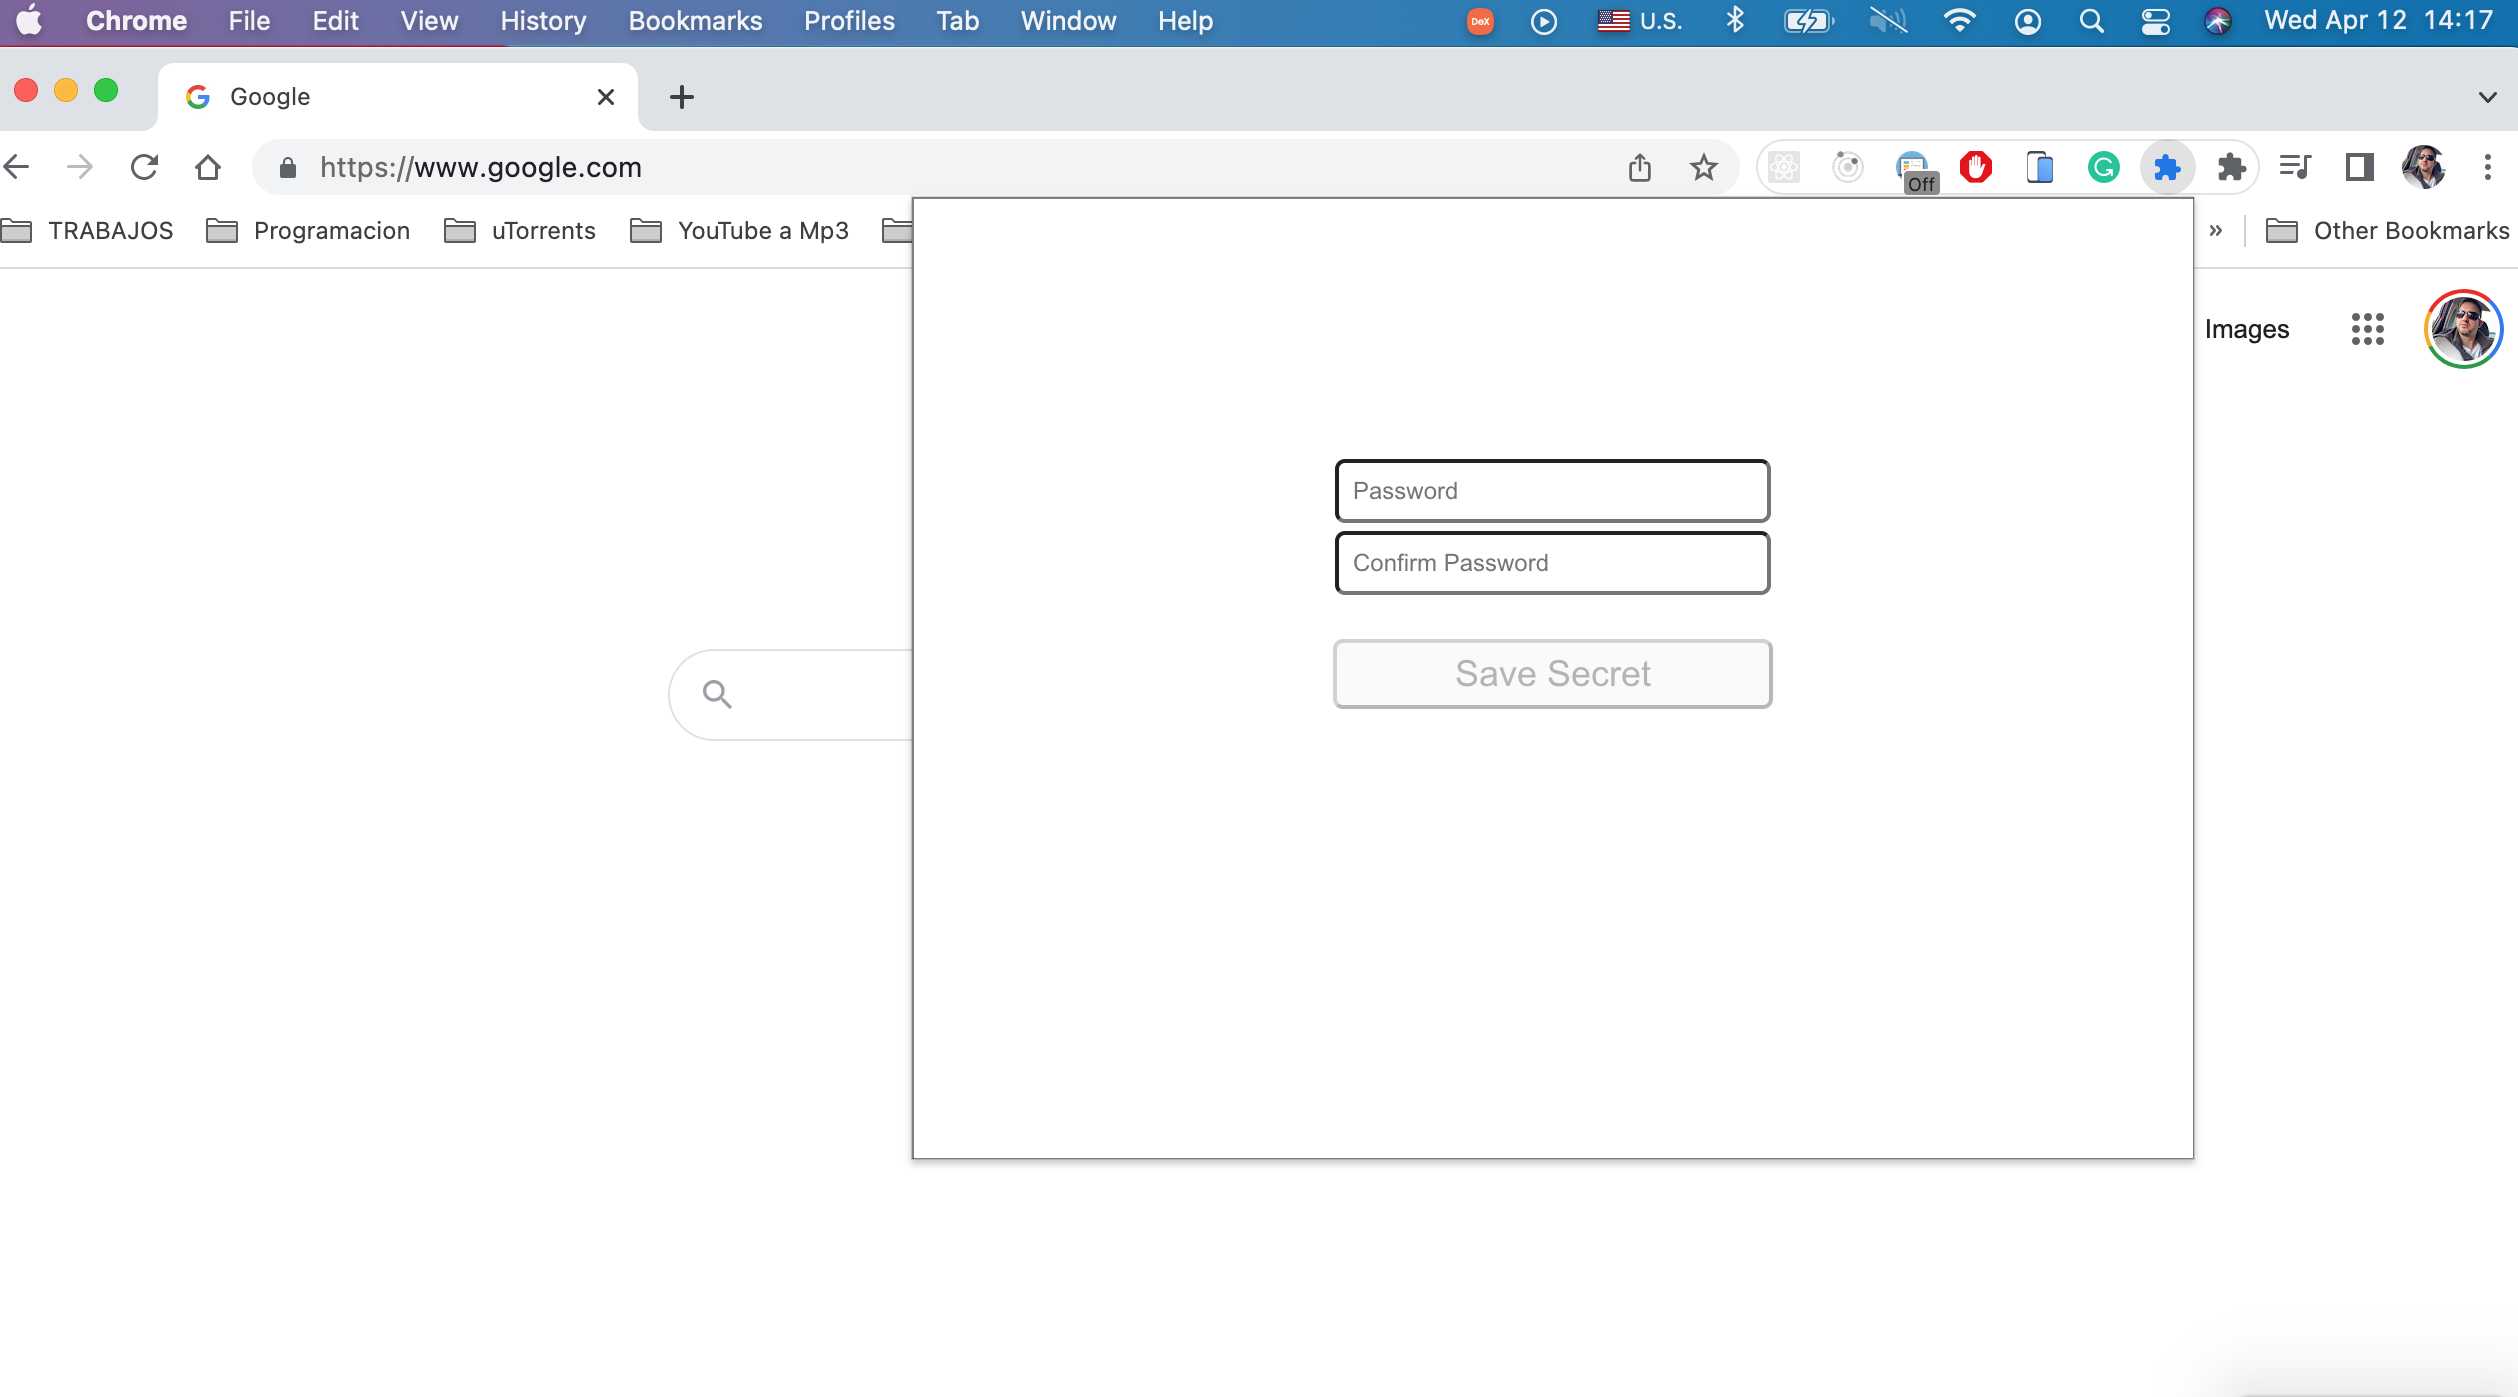 Chrome File Edit View History Bookmarks Profiles Tab Window Help DeX U.S. Wed Apr 12 14:17
Google
https://www.google.com Off
TRABAJOS Programacion uTorrents YouTube a Mp3 » Other Bookmarks
Images
Password
Confirm Password
Save Secret